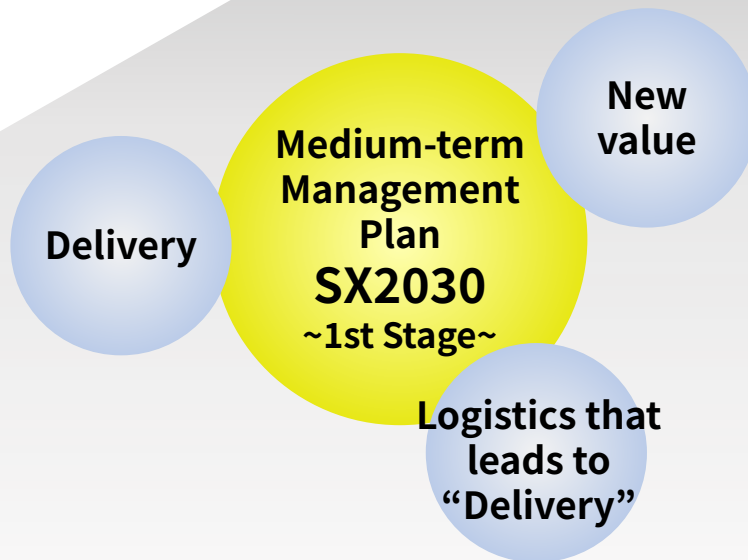 New
value
Medium-term
Management
Plan
SX2030
~1st Stage~
Delivery
Logistics that
leads to
“Delivery”